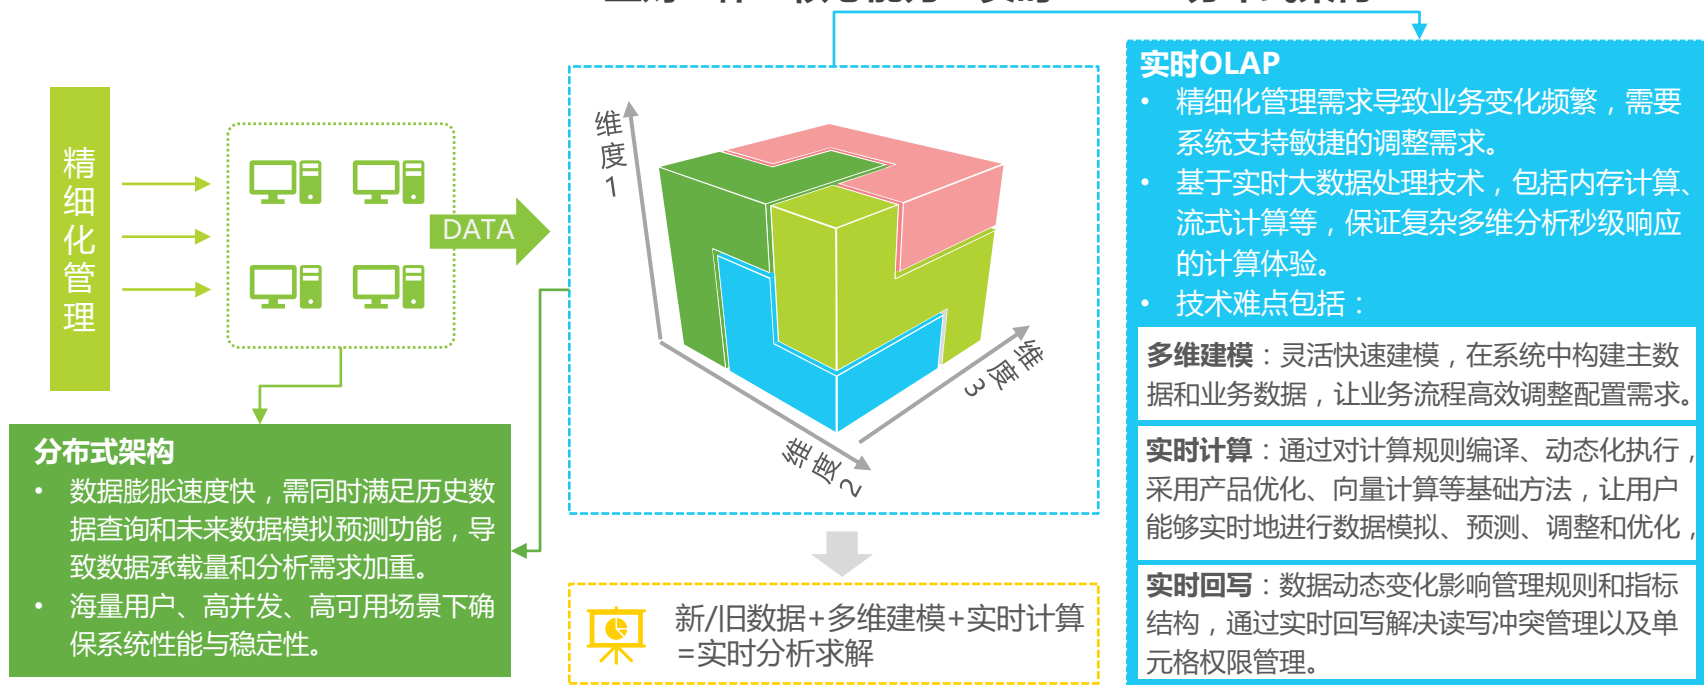 精细化管理
DATA
维度1
维度2
维度3
分布式架构
• 数据膨胀速度快，需同时满足历史数
据查询和未来数据模拟预测功能，导
致数据承载量和分析需求加重。
• 海量用户、高并发、高可用场景下确
保系统性能与稳定性。
新/旧数据+多维建模+实时计算
=实时分析求解
实时OLAP
• 精细化管理需求导致业务变化频繁，需要
系统支持敏捷的调整需求。
• 基于实时大数据处理技术，包括内存计算、
流式计算等，保证复杂多维分析秒级响应
的计算体验。
• 技术难点包括：
多维建模：灵活快速建模，在系统中构建主数
据和业务数据，让业务流程高效调整配置需求。
实时计算：通过对计算规则编译、动态化执行，
采用产品优化、向量计算等基础方法，让用户
能够实时地进行数据模拟、预测、调整和优化，
实时回写：数据动态变化影响管理规则和指标
结构，通过实时回写解决读写冲突管理以及单
元格权限管理。